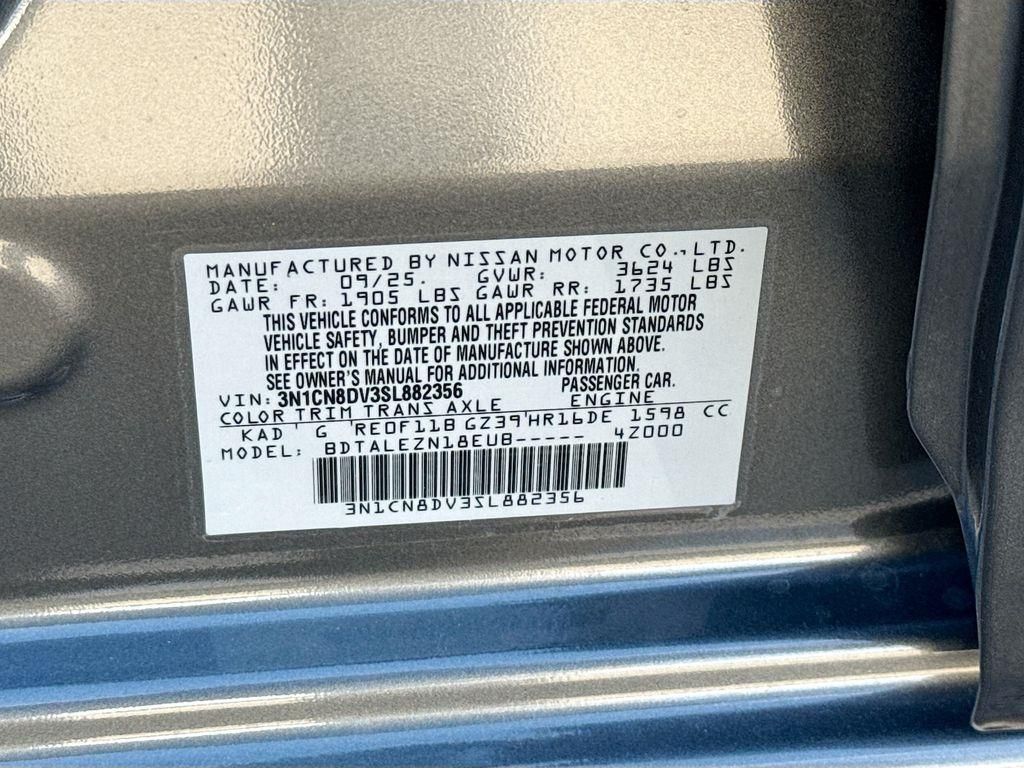 MANUFACTURED BY NISSAN MOTOR CO.,LTD.
DATE: 09/25. GVWR: 3624 LBS
GAWR FR: 1905 LBS GAWR RR: 1735 LBS
THIS VEHICLE CONFORMS TO ALL APPLICABLE FEDERAL MOTOR
VEHICLE SAFETY, BUMPER AND THEFT PREVENTION STANDARDS
IN EFFECT ON THE DATE OF MANUFACTURE SHOWN ABOVE.
SEE OWNER'S MANUAL FOR ADDITIONAL INFORMATION.
VIN: 3N1CN8DV3SL882356 PASSENGER CAR.
COLOR TRIM TRANS AXLE ENGINE
KAD ' G 'RE0F11B GZ39'HR16DE 1598 CC
MODEL: BDTALEZN18EUB----- 4Z000
3N1CN8DV3SL882356